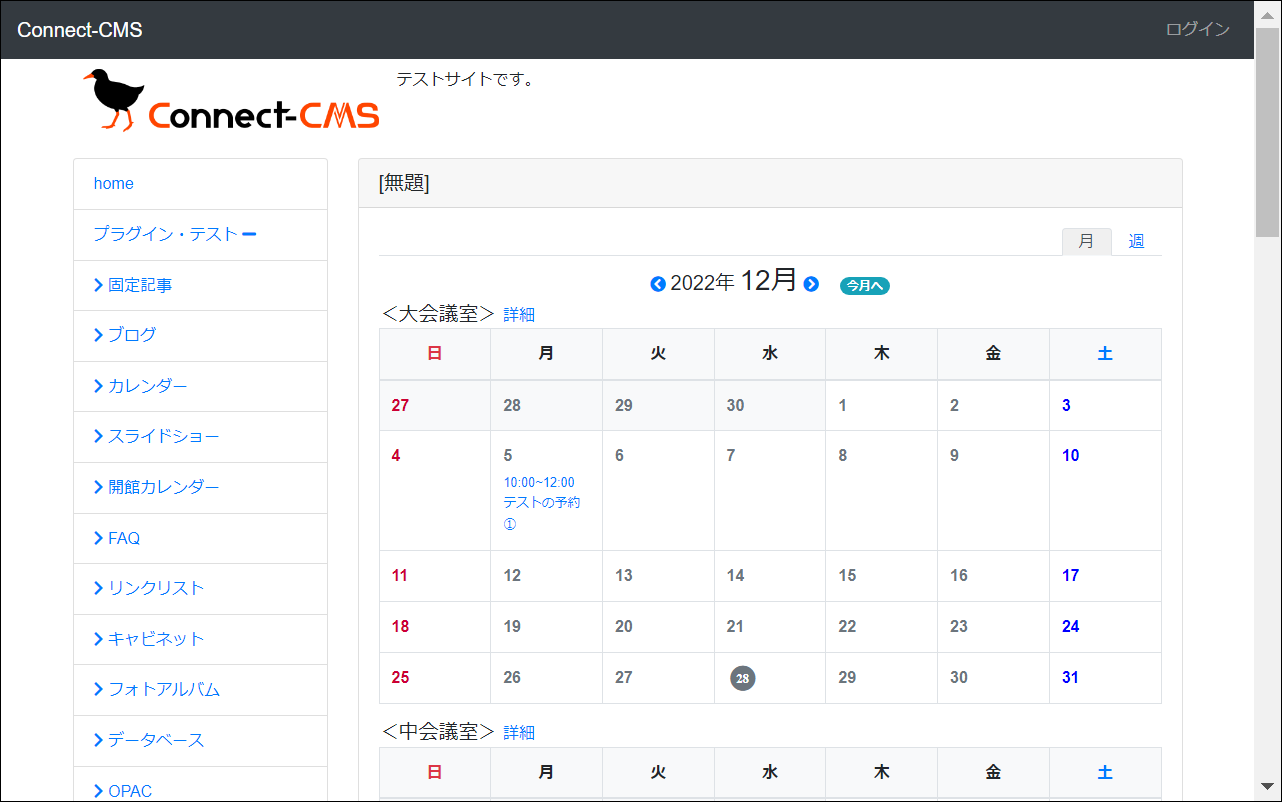 Connect-CMS
ログイン
Connect-CMS
テストサイトです。
home
プラグイン・テスト
固定記事
ブログ
カレンダー
スライドショー
開館カレンダー
FAQ
リンクリスト
キャビネット
フォトアルバム
データベース
OPAC
[無題]
月 週
2022年 12月 今月へ
＜大会議室＞ 詳細
日 月 火 水 木 金 土
27 28 29 30 1 2 3
4 5 6 7 8 9 10
10:00~12:00
テストの予約
①
11 12 13 14 15 16 17
18 19 20 21 22 23 24
25 26 27 28 29 30 31
＜中会議室＞ 詳細
日 月 火 水 木 金 土